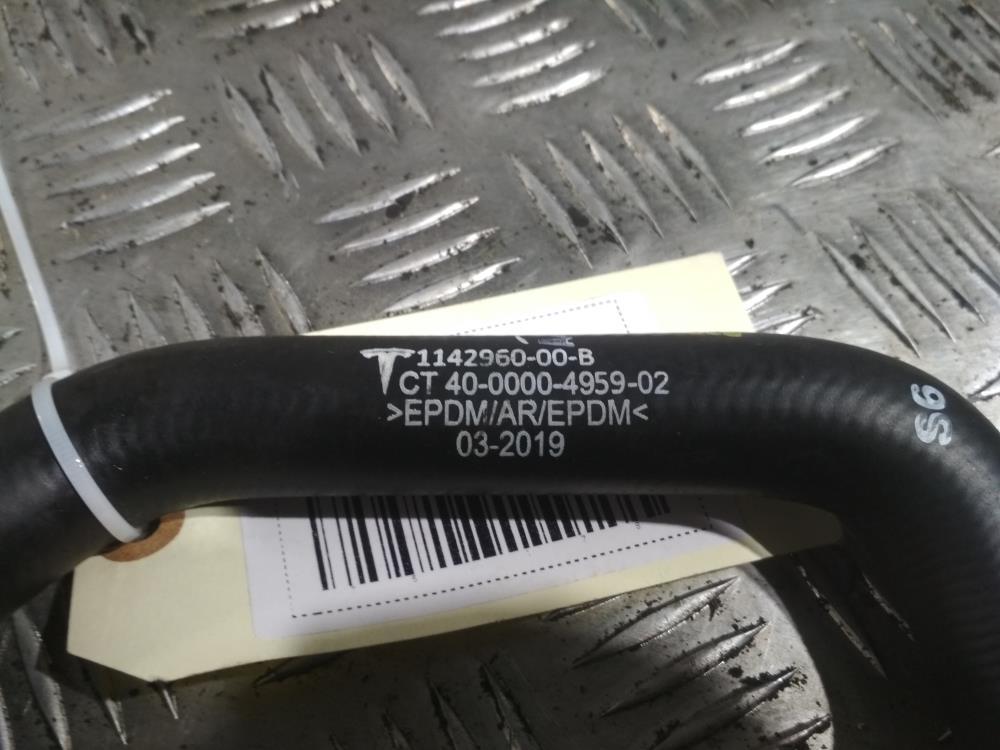 1142960-00-B
CT 40-0000-4959-02
>EPDM/AR/EPDM<
03-2019
S6